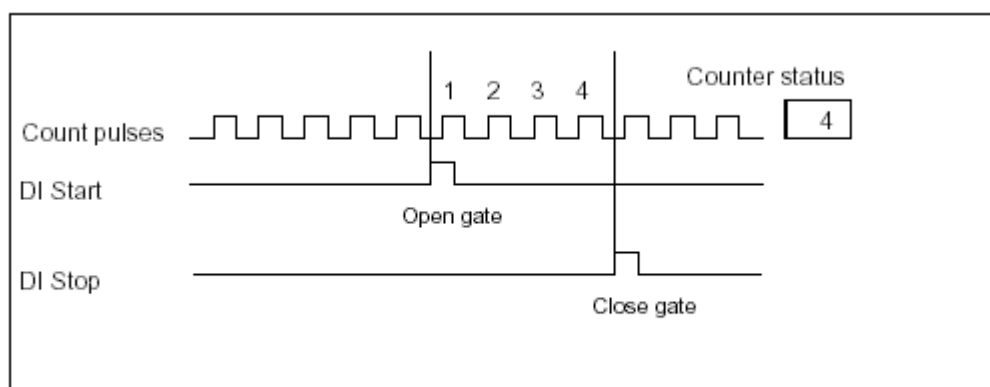 Counter status
1 2 3 4
4
Count pulses
DI Start
Open gate
DI Stop
Close gate